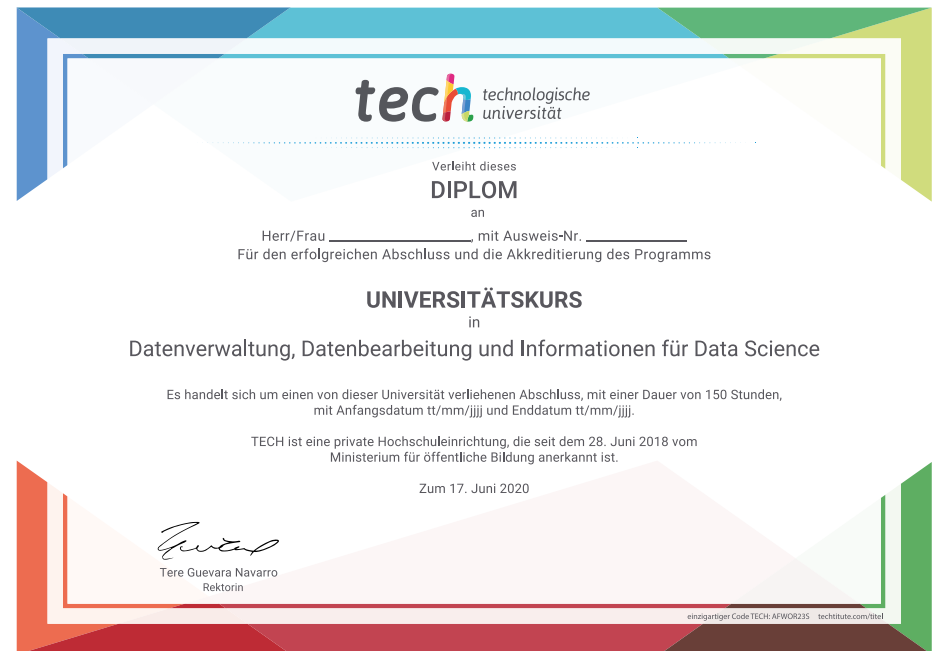 tech technologische
universität
Verleiht dieses
DIPLOM
an
Herr/Frau ____________________, mit Ausweis-Nr. ______________
Für den erfolgreichen Abschluss und die Akkreditierung des Programms
UNIVERSITÄTSKURS
in
Datenverwaltung, Datenbearbeitung und Informationen für Data Science
Es handelt sich um einen von dieser Universität verliehenen Abschluss, mit einer Dauer von 150 Stunden,
mit Anfangsdatum tt/mm/jjjj und Enddatum tt/mm/jjjj.
TECH ist eine private Hochschuleinrichtung, die seit dem 28. Juni 2018 vom
Ministerium für öffentliche Bildung anerkannt ist.
Zum 17. Juni 2020
Tere Guevara Navarro
Rektorin
einzigartiger Code TECH: AFWOR23S techtitute.com/titel